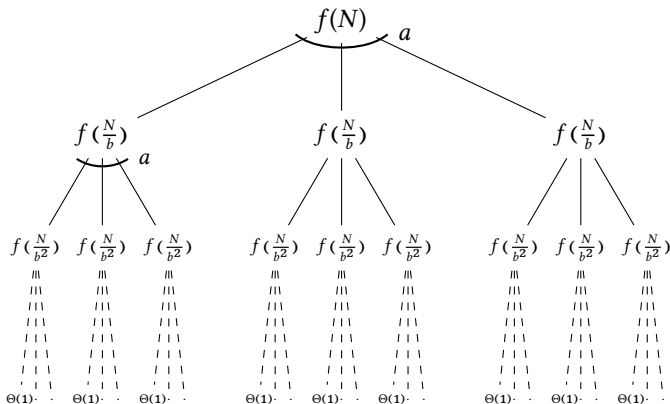 f(N)
a
f(N/b) f(N/b) f(N/b)
a
f(N/b²) f(N/b²) f(N/b²) f(N/b²) f(N/b²) f(N/b²) f(N/b²) f(N/b²) f(N/b²)
Θ(1)· · Θ(1)· · Θ(1)· · Θ(1)· · Θ(1)· · Θ(1)· · Θ(1)· · Θ(1)· · Θ(1)· ·